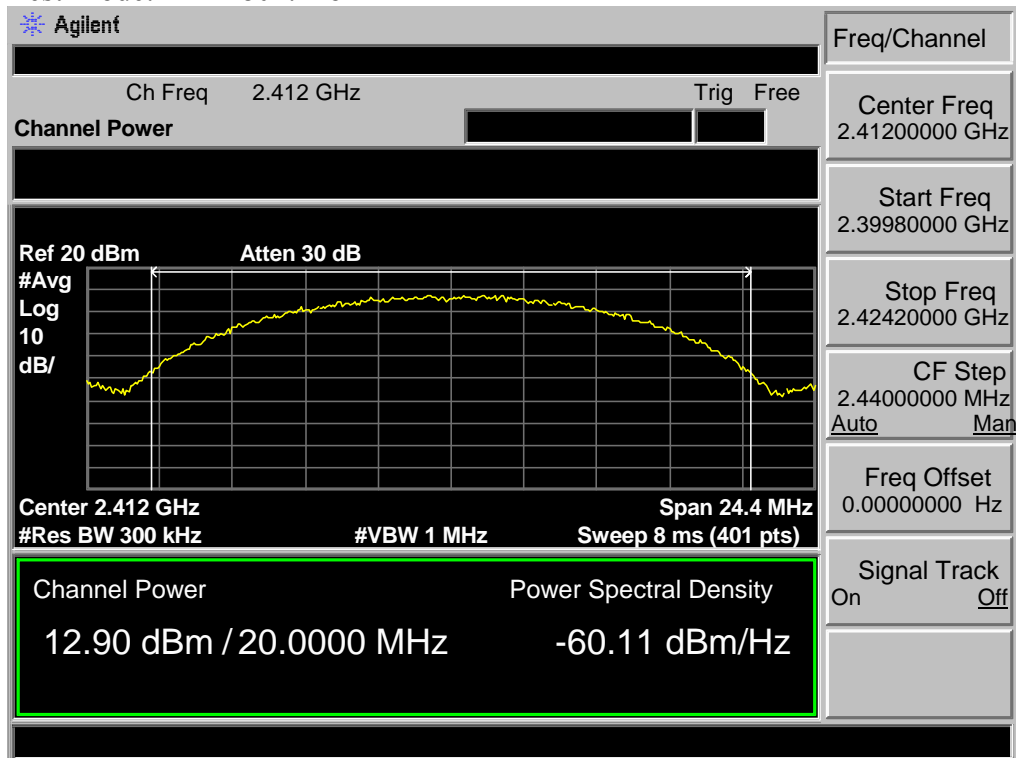 Agilent
Freq/Channel
Ch Freq 2.412 GHz Trig Free
Channel Power
Center Freq
2.41200000 GHz
Start Freq
2.39980000 GHz
Ref 20 dBm Atten 30 dB
#Avg
Log
10
dB/
Stop Freq
2.42420000 GHz
CF Step
2.44000000 MHz
Auto Man
Freq Offset
0.00000000 Hz
Center 2.412 GHz Span 24.4 MHz
#Res BW 300 kHz #VBW 1 MHz Sweep 8 ms (401 pts)
Signal Track
On Off
Channel Power Power Spectral Density
12.90 dBm / 20.0000 MHz -60.11 dBm/Hz